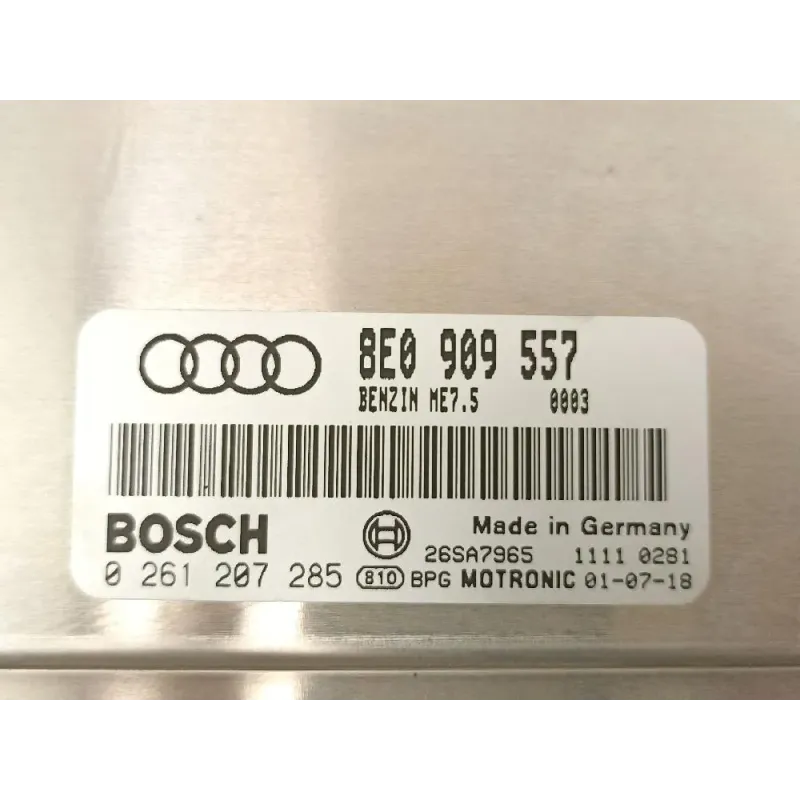 8E0 909 557
BENZIN ME7.5 0003
BOSCH
Made in Germany
26SA7965 1111 0281
0 261 207 285 810 BPG MOTRONIC 01-07-18